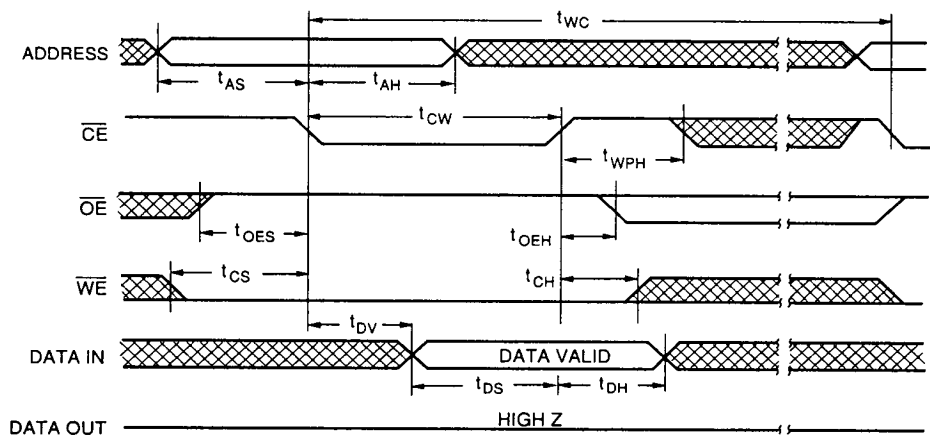 tWC
ADDRESS
tAS
tAH
CE
tCW
tWPH
OE
tOES
tOEH
WE
tCS
tCH
tDV
DATA IN
DATA VALID
tDS
tDH
DATA OUT
HIGH Z